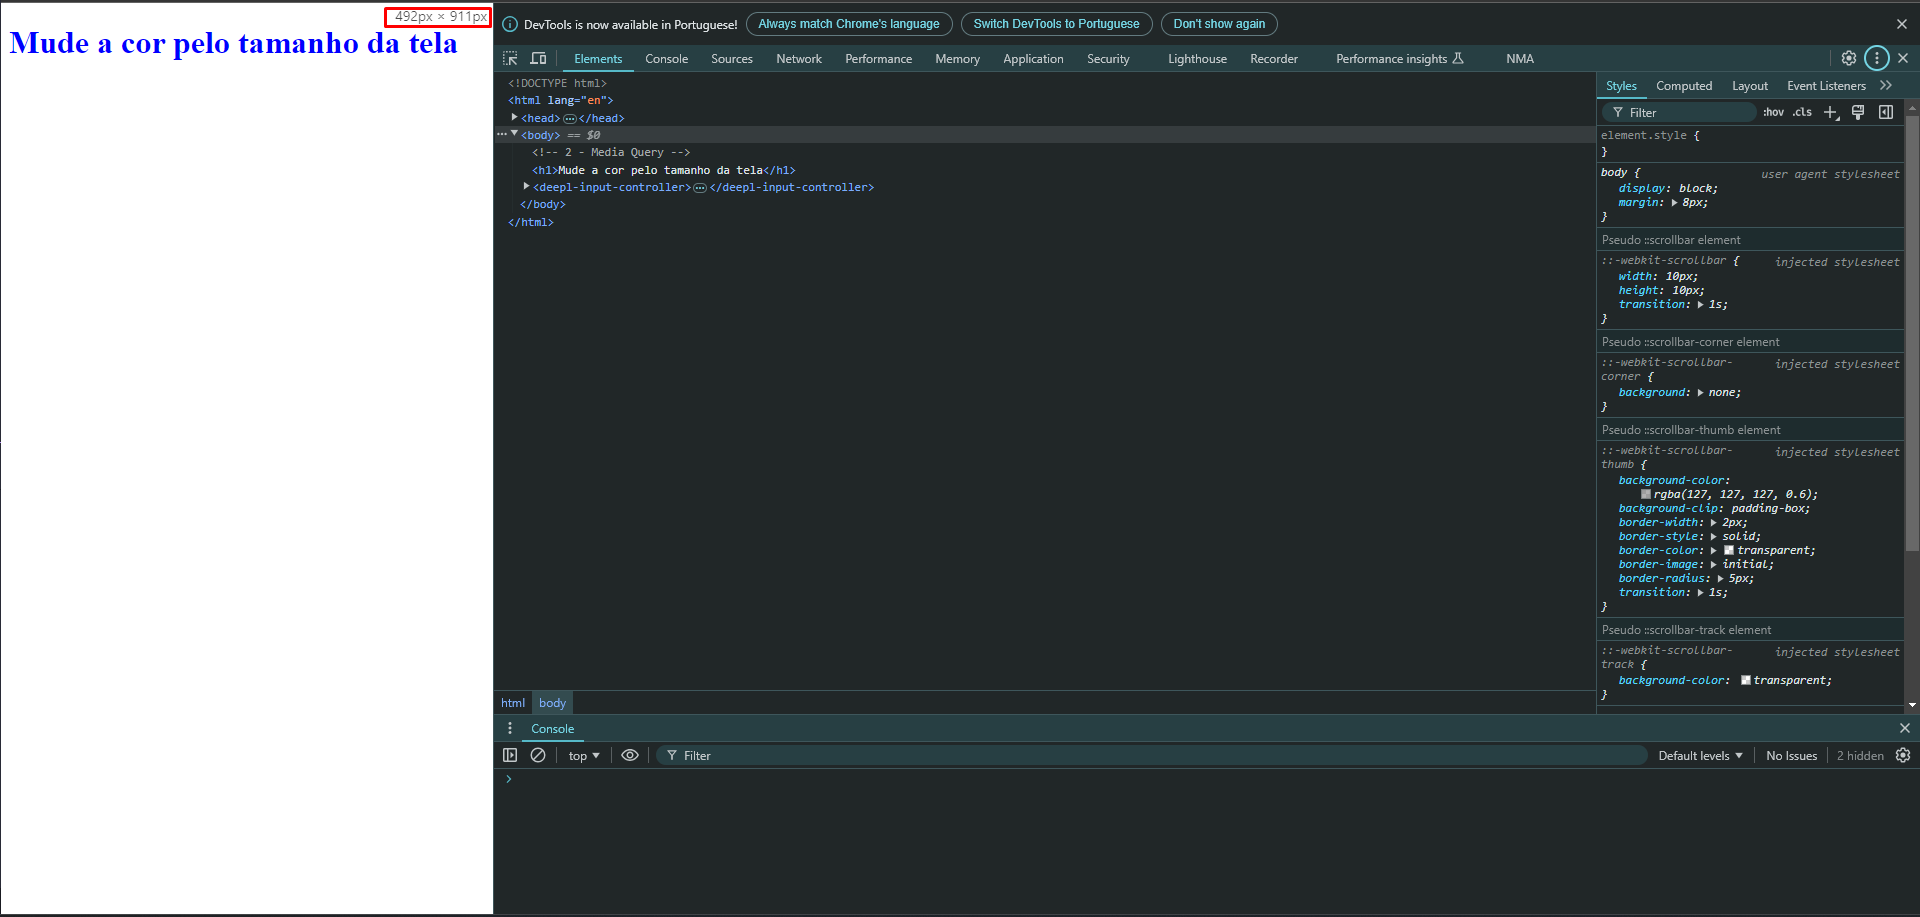 492px × 911px
Mude a cor pelo tamanho da tela
DevTools is now available in Portuguese! Always match Chrome's language Switch DevTools to Portuguese Don't show again
Elements Console Sources Network Performance Memory Application Security Lighthouse Recorder Performance insights NMA
<!DOCTYPE html>
<html lang="en">
<head> … </head>
… <body> == $0
<!-- 2 - Media Query -->
<h1>Mude a cor pelo tamanho da tela</h1>
<deepl-input-controller> … </deepl-input-controller>
</body>
</html>
html body
Styles Computed Layout Event Listeners
Filter :hov .cls
element.style {
}
body { user agent stylesheet
display: block;
margin: 8px;
}
Pseudo ::scrollbar element
::-webkit-scrollbar { injected stylesheet
width: 10px;
height: 10px;
transition: 1s;
}
Pseudo ::scrollbar-corner element
::-webkit-scrollbar- injected stylesheet
corner {
background: none;
}
Pseudo ::scrollbar-thumb element
::-webkit-scrollbar- injected stylesheet
thumb {
background-color:
rgba(127, 127, 127, 0.6);
background-clip: padding-box;
border-width: 2px;
border-style: solid;
border-color: transparent;
border-image: initial;
border-radius: 5px;
transition: 1s;
}
Pseudo ::scrollbar-track element
::-webkit-scrollbar- injected stylesheet
track {
background-color: transparent;
}
Console
top Filter Default levels No Issues 2 hidden